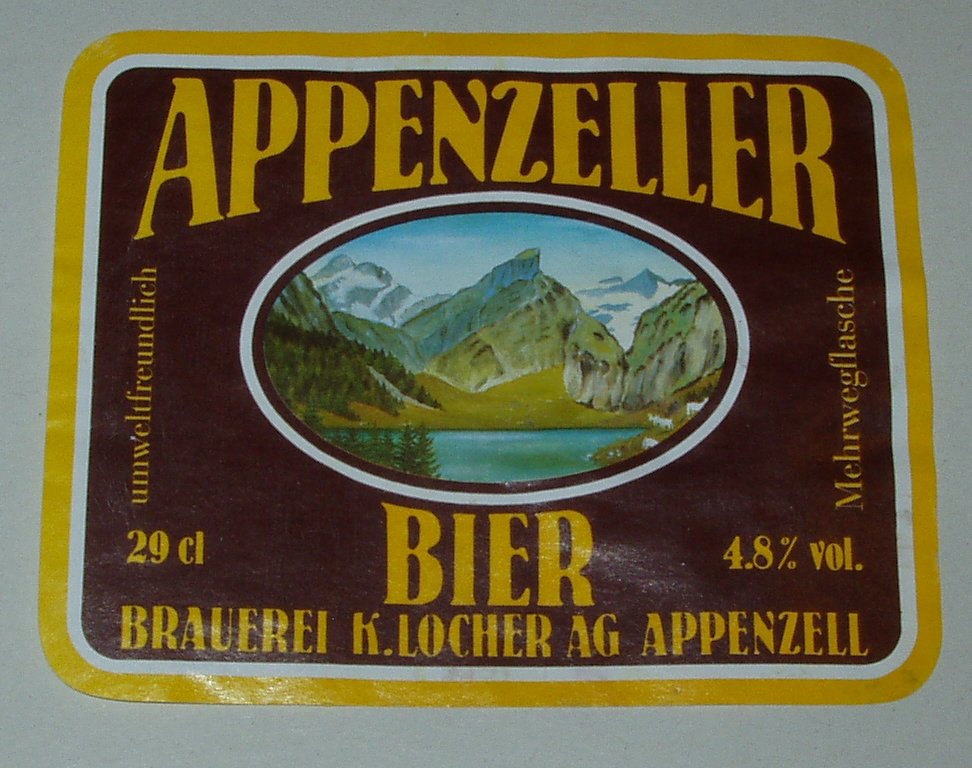 APPENZELLER
umweltfreundlich
Mehrwegflasche
29 cl
BIER
4.8% vol.
BRAUEREI K.LOCHER AG APPENZELL